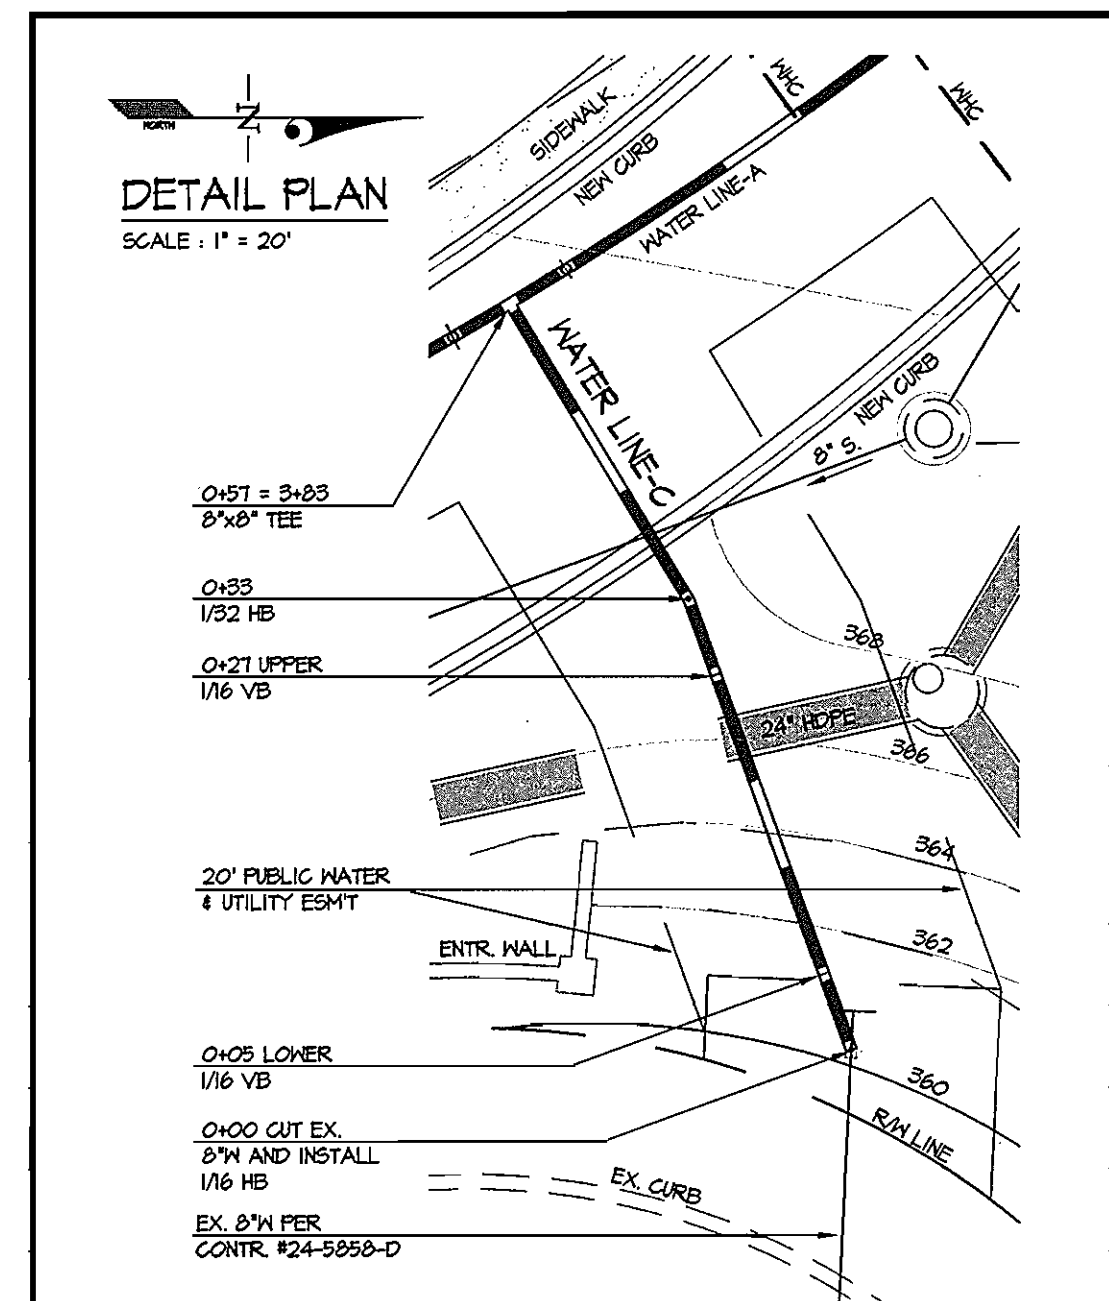 NORTH
N
DETAIL PLAN
SCALE : 1" = 20'
SIDEWALK
NEW CURB
WHC
WHC
WATER LINE-A
WATER LINE-C
NEW CURB
8" S.
0+57 = 3+83
8"x8" TEE
0+33
1/32 HB
0+27 UPPER
1/16 VB
368
24" HDPE
366
364
20' PUBLIC WATER
& UTILITY ESM'T
362
ENTR. WALL
0+05 LOWER
1/16 VB
360
R/W LINE
0+00 CUT EX.
8"W AND INSTALL
1/16 HB
EX. CURB
EX. 8"W PER
CONTR. #24-5858-D